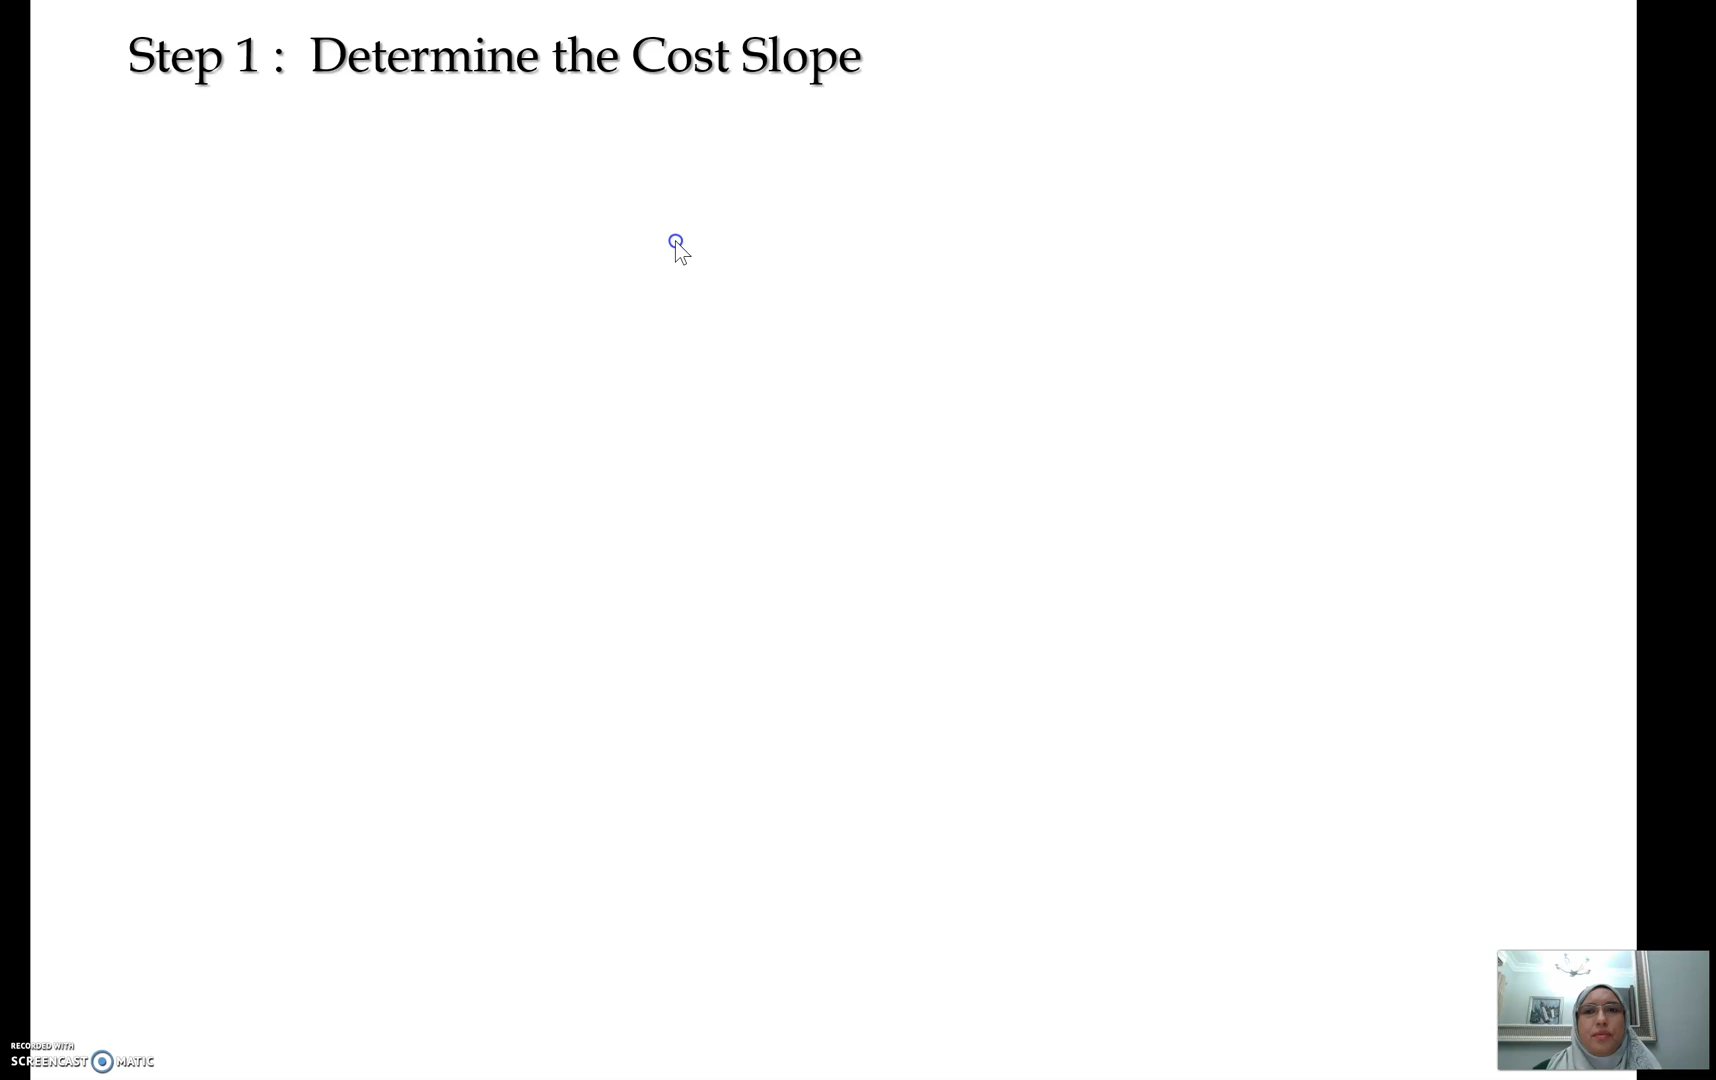 Step 1 : Determine the Cost Slope
RECORDED WITH
SCREENCAST MATIC